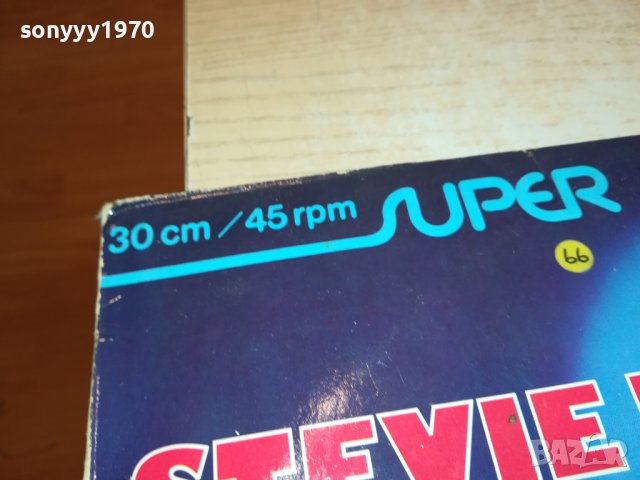 sonyyy1970
30 cm / 45 rpm SUPER
66
STEVIE
BAZAR